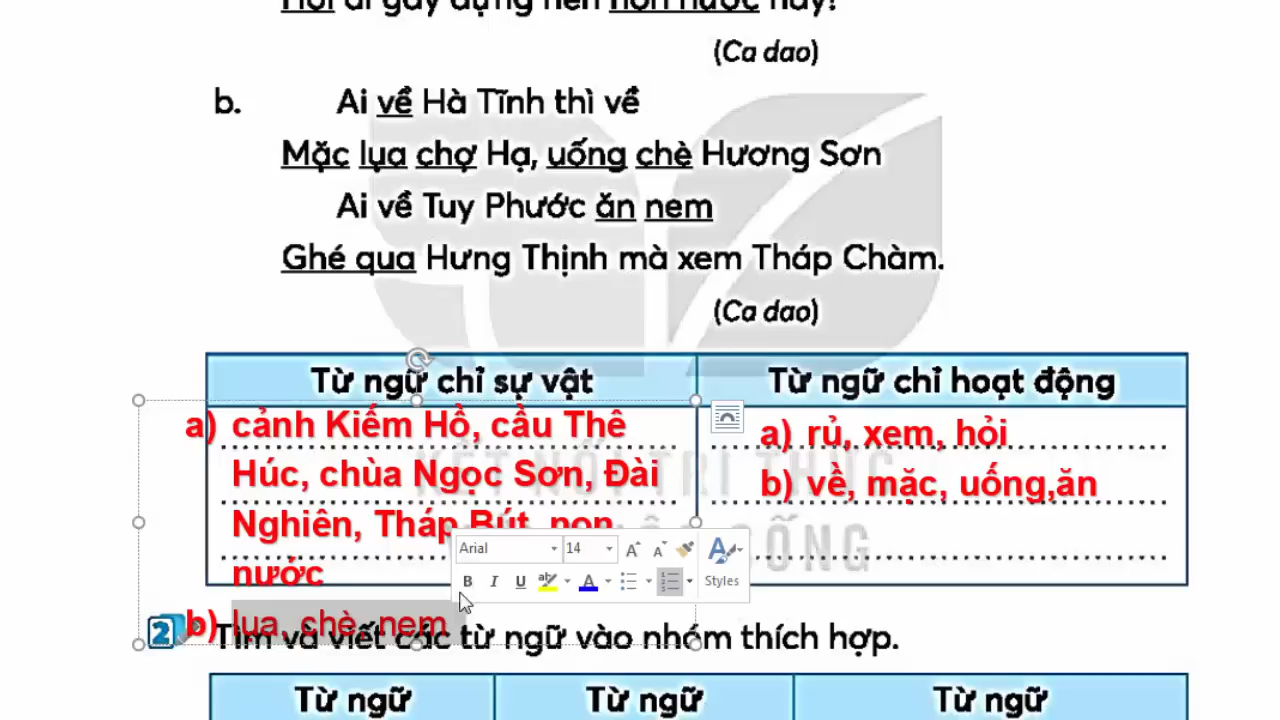 Hỏi ai gây dựng nên non nước này!
(Ca dao)
b. Ai về Hà Tĩnh thì về
Mặc lụa chợ Hạ, uống chè Hương Sơn
Ai về Tuy Phước ăn nem
Ghé qua Hưng Thịnh mà xem Tháp Chàm.
(Ca dao)
Từ ngữ chỉ sự vật
Từ ngữ chỉ hoạt động
a) cảnh Kiếm Hồ, cầu Thê
Húc, chùa Ngọc Sơn, Đài
Nghiên, Tháp Bút, non
nước
b) lụa, chè, nem
a) rủ, xem, hỏi
b) về, mặc, uống,ăn
KẾT NỐI TRI THỨC
SỐNG
Arial 14
Styles
2 Tìm và viết các từ ngữ vào nhóm thích hợp.
Từ ngữ
Từ ngữ
Từ ngữ